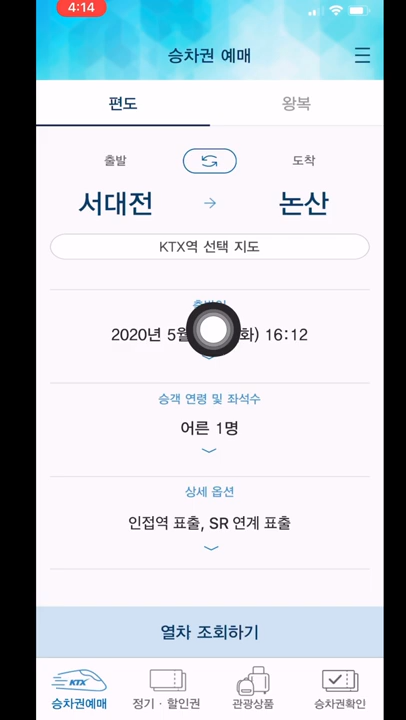 4:14
승차권 예매
편도
왕복
출발
도착
서대전
→
논산
KTX역 선택 지도
2020년 5월
화) 16:12
승객 연령 및 좌석수
어른 1명
상세 옵션
인접역 표출, SR 연계 표출
열차 조회하기
KTX
승차권예매
정기 · 할인권
관광상품
승차권확인